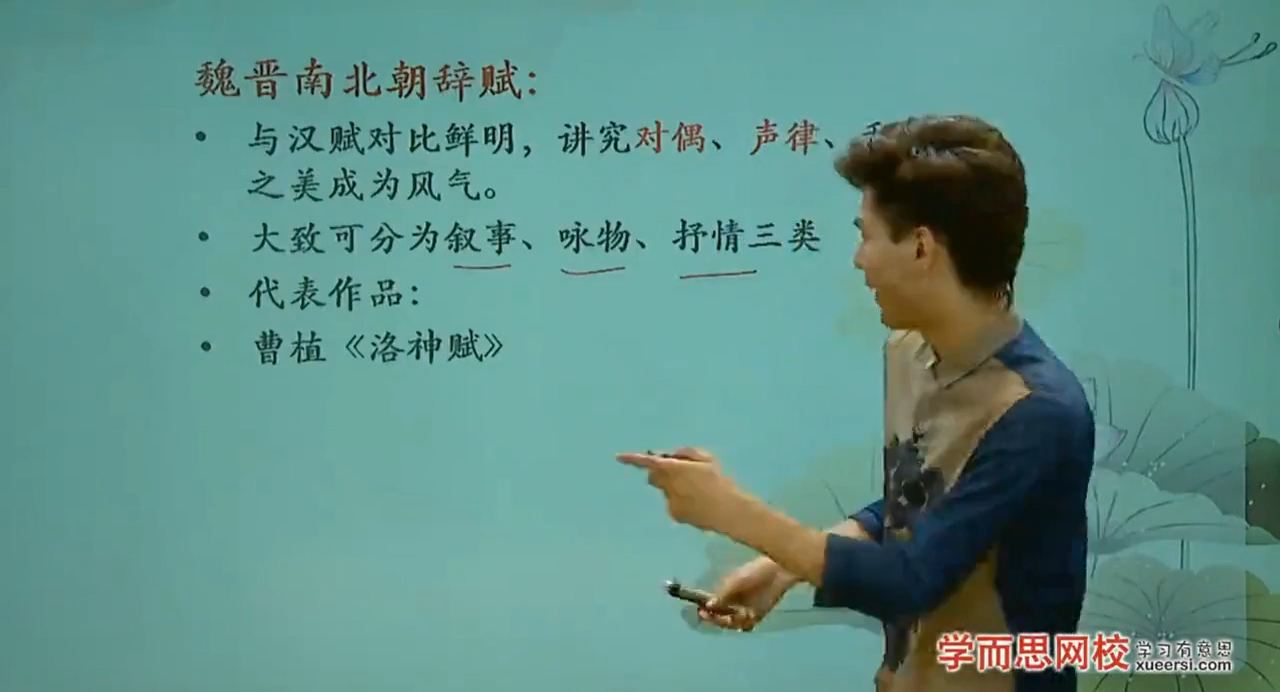 魏晋南北朝辞赋：
• 与汉赋对比鲜明，讲究对偶、声律、
之美成为风气。
• 大致可分为叙事、咏物、抒情三类
• 代表作品：
• 曹植《洛神赋》
学而思网校 学习有意思
xueersi.com